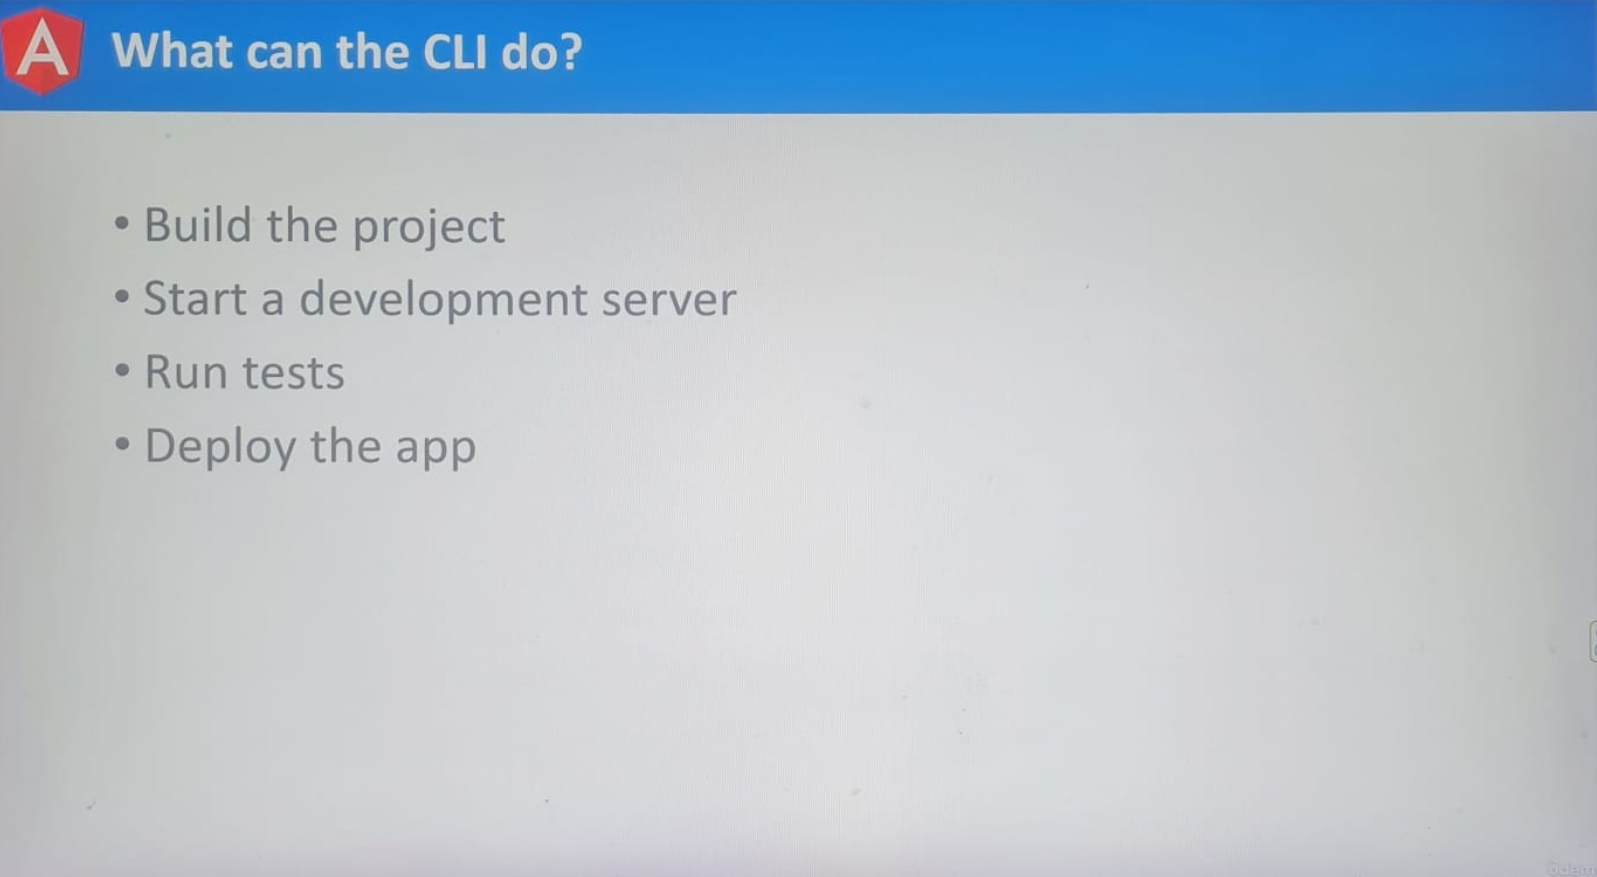 What can the CLI do?
• Build the project
• Start a development server
• Run tests
• Deploy the app